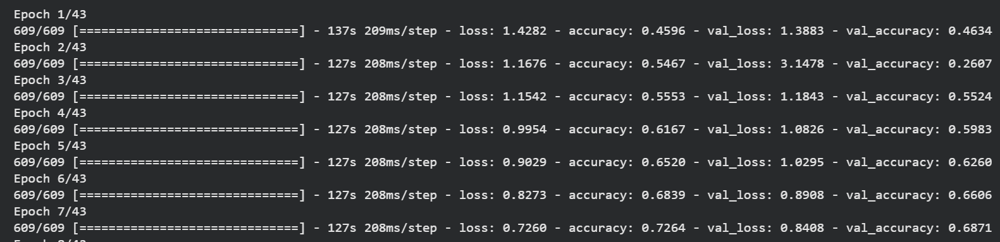 Epoch 1/43
609/609 [==============================] - 137s 209ms/step - loss: 1.4282 - accuracy: 0.4596 - val_loss: 1.3883 - val_accuracy: 0.4634
Epoch 2/43
609/609 [==============================] - 127s 208ms/step - loss: 1.1676 - accuracy: 0.5467 - val_loss: 3.1478 - val_accuracy: 0.2607
Epoch 3/43
609/609 [==============================] - 127s 208ms/step - loss: 1.1542 - accuracy: 0.5553 - val_loss: 1.1843 - val_accuracy: 0.5524
Epoch 4/43
609/609 [==============================] - 127s 208ms/step - loss: 0.9954 - accuracy: 0.6167 - val_loss: 1.0826 - val_accuracy: 0.5983
Epoch 5/43
609/609 [==============================] - 127s 208ms/step - loss: 0.9029 - accuracy: 0.6520 - val_loss: 1.0295 - val_accuracy: 0.6260
Epoch 6/43
609/609 [==============================] - 127s 208ms/step - loss: 0.8273 - accuracy: 0.6839 - val_loss: 0.8908 - val_accuracy: 0.6606
Epoch 7/43
609/609 [==============================] - 127s 208ms/step - loss: 0.7260 - accuracy: 0.7264 - val_loss: 0.8408 - val_accuracy: 0.6871